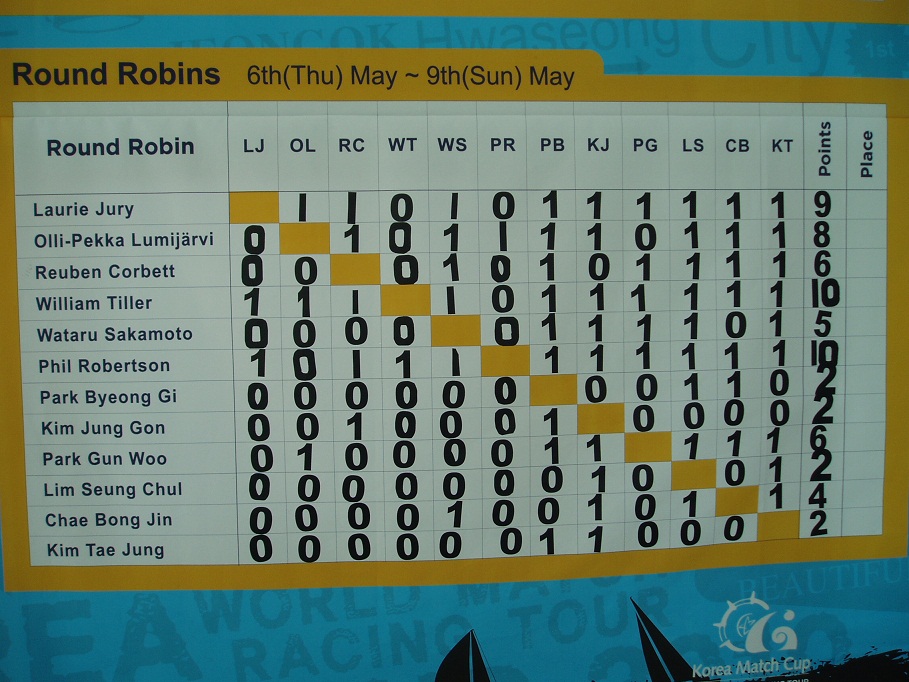 JEONGOK Hwaseong City
1st
Round Robins 6th(Thu) May ~ 9th(Sun) May
Round Robin LJ OL RC WT WS PR PB KJ PG LS CB KT Points Place
Laurie Jury 1 1 0 1 0 1 1 1 1 1 1 9
Olli-Pekka Lumijärvi 0 1 0 1 1 1 1 0 1 1 1 8
Reuben Corbett 0 0 0 1 0 1 0 1 1 1 1 6
William Tiller 1 1 1 1 0 1 1 1 1 1 1 10
Wataru Sakamoto 0 0 0 0 0 1 1 1 1 0 1 5
Phil Robertson 1 0 1 1 1 1 1 1 1 1 1 10
Park Byeong Gi 0 0 0 0 0 0 0 0 1 1 0 2
Kim Jung Gon 0 0 1 0 0 0 1 0 0 0 0 2
Park Gun Woo 0 1 0 0 0 0 1 1 1 1 1 6
Lim Seung Chul 0 0 0 0 0 0 0 1 0 0 1 2
Chae Bong Jin 0 0 0 0 1 0 0 1 0 1 1 4
Kim Tae Jung 0 0 0 0 0 0 1 1 0 0 0 2
BEAUTIFU
EA WORLD MATCH
RACING TOUR
Korea Match Cup